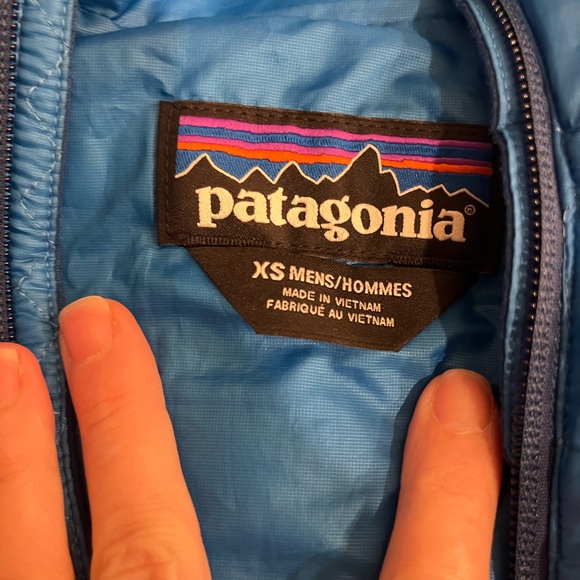 patagonia®
XS MENS/HOMMES
MADE IN VIETNAM
FABRIQUÉ AU VIETNAM